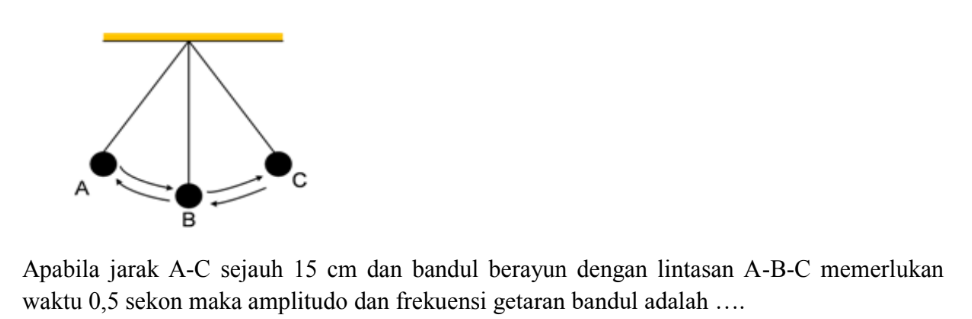 A
C
B
Apabila jarak A-C sejauh 15 cm dan bandul berayun dengan lintasan A-B-C memerlukan
waktu 0,5 sekon maka amplitudo dan frekuensi getaran bandul adalah ….